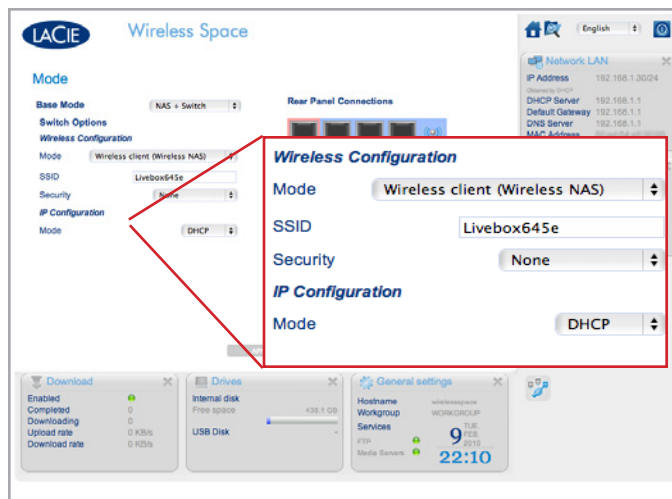 LACIE
Wireless Space
English
Mode
Base Mode NAS + Switch
Switch Options
Wireless Configuration
Mode Wireless client (Wireless NAS)
SSID Livebox645e
Security None
IP Configuration
Mode DHCP
Rear Panel Connections
Wireless Configuration
Mode Wireless client (Wireless NAS)
SSID Livebox645e
Security None
IP Configuration
Mode DHCP
Network LAN
IP Address 192.168.1.30/24
Obtained by DHCP
DHCP Server 192.168.1.1
Default Gateway 192.168.1.1
DNS Server 192.168.1.1
MAC Address
Download
Enabled
Completed 0
Downloading 0
Upload rate 0 KB/s
Download rate 0 KB/s
Drives
Internal disk
Free space 438.1 GB
USB Disk -
General settings
Hostname wirelessspace
Workgroup WORKGROUP
Services
FTP
Media Servers
9 TUE. FEB. 2010
22:10